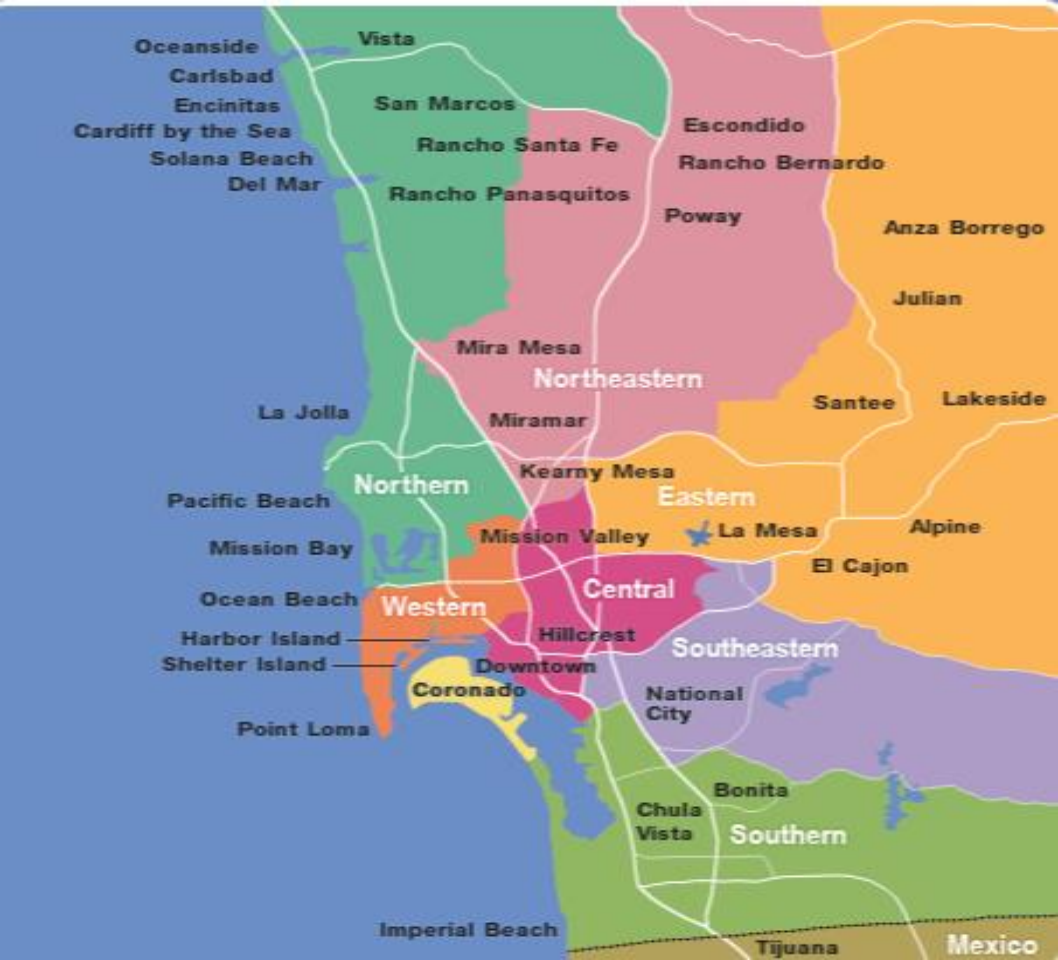 Vista
Oceanside
Carlsbad
San Marcos
Encinitas
Escondido
Cardiff by the Sea
Rancho Santa Fe
Solana Beach
Rancho Bernardo
Del Mar
Rancho Panasquitos
Poway
Anza Borrego
Julian
Mira Mesa
Northeastern
Lakeside
Santee
La Jolla
Miramar
Kearny Mesa
Northern
Eastern
Pacific Beach
Alpine
La Mesa
Mission Valley
Mission Bay
El Cajon
Central
Ocean Beach
Western
Hillcrest
Harbor Island
Southeastern
Shelter Island
Downtown
Coronado
National
City
Point Loma
Bonita
Chula
Vista
Southern
Imperial Beach
Mexico
Tijuana